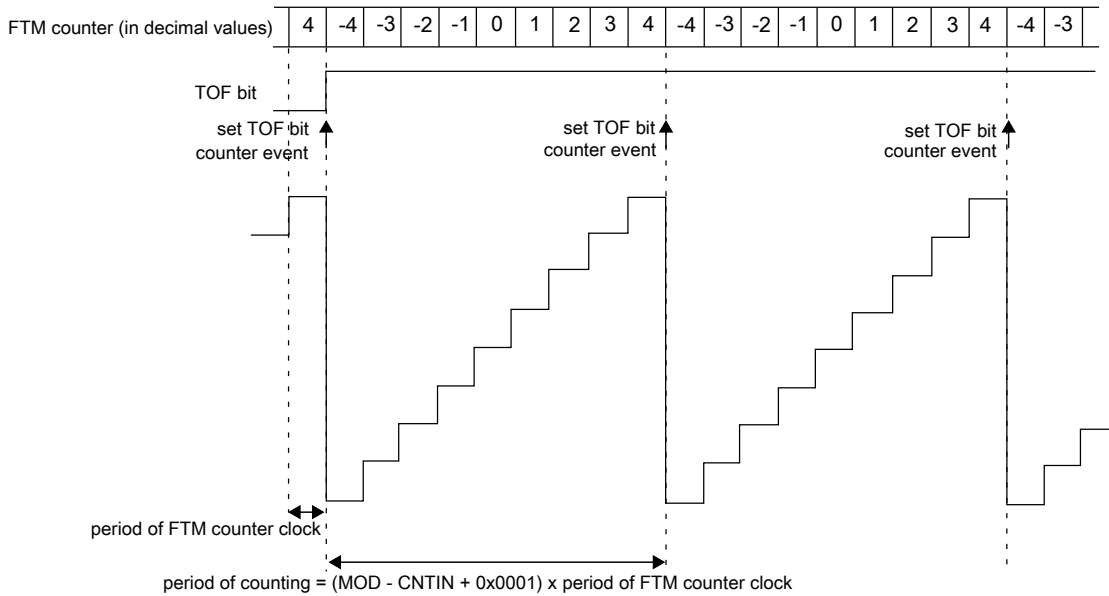 FTM counter (in decimal values) 4 -4 -3 -2 -1 0 1 2 3 4 -4 -3 -2 -1 0 1 2 3 4 -4 -3
TOF bit
set TOF bit
counter event
set TOF bit
counter event
set TOF bit
counter event
period of FTM counter clock
period of counting = (MOD - CNTIN + 0x0001) x period of FTM counter clock